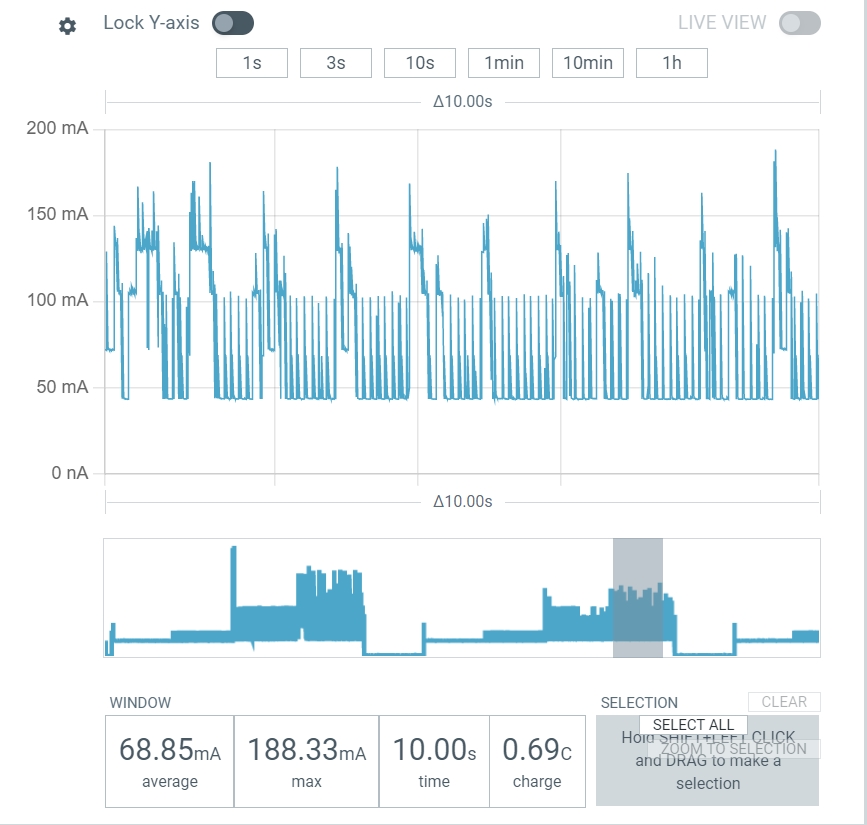 Lock Y-axis
LIVE VIEW
1s 3s 10s 1min 10min 1h
Δ10.00s
200 mA
150 mA
100 mA
50 mA
0 nA
Δ10.00s
WINDOW
68.85mA 188.33mA 10.00s 0.69C
average max time charge
SELECTION CLEAR
SELECT ALL
Hold SHIFT+LEFT CLICK
ZOOM TO SELECTION
and DRAG to make a
selection